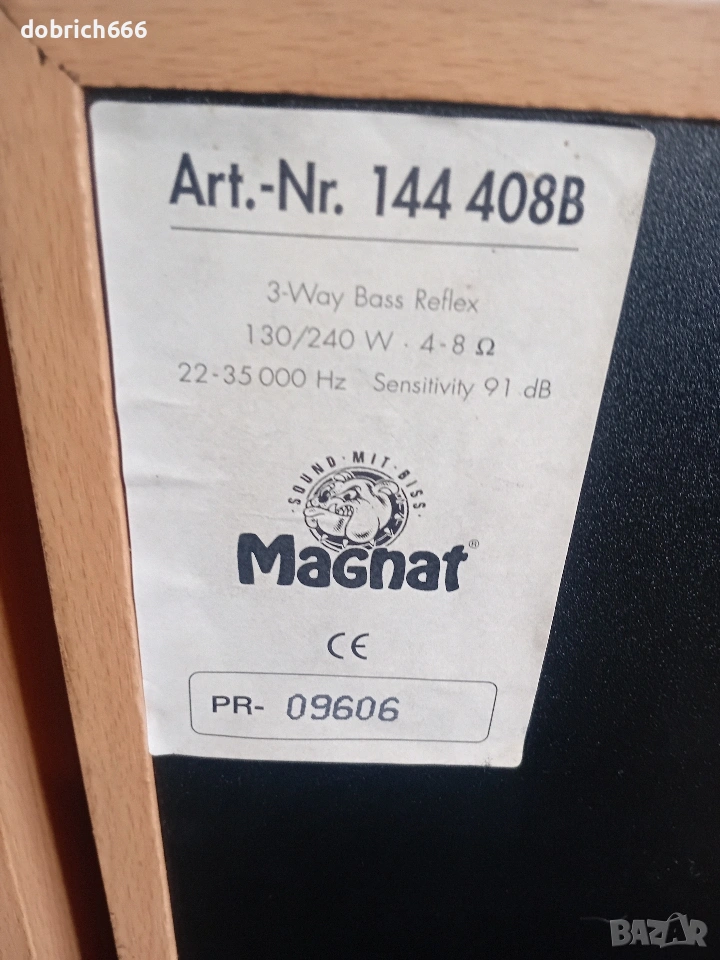 dobrich666
Art.-Nr. 144 408B
3-Way Bass Reflex
130/240 W · 4-8 Ω
22-35 000 Hz Sensitivity 91 dB
·SOUND·MIT·BISS·
Magnat®
CE
PR- 09606
BAZAR